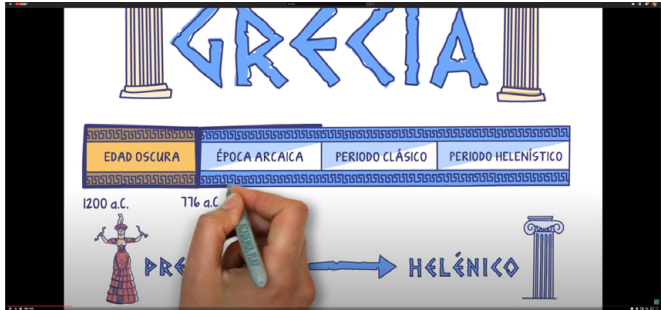 GRECIA
EDAD OSCURA
ÉPOCA ARCAICA
PERIODO CLÁSICO
PERIODO HELENÍSTICO
1200 a.C.
776 a.C
PRE
HELÉNICO